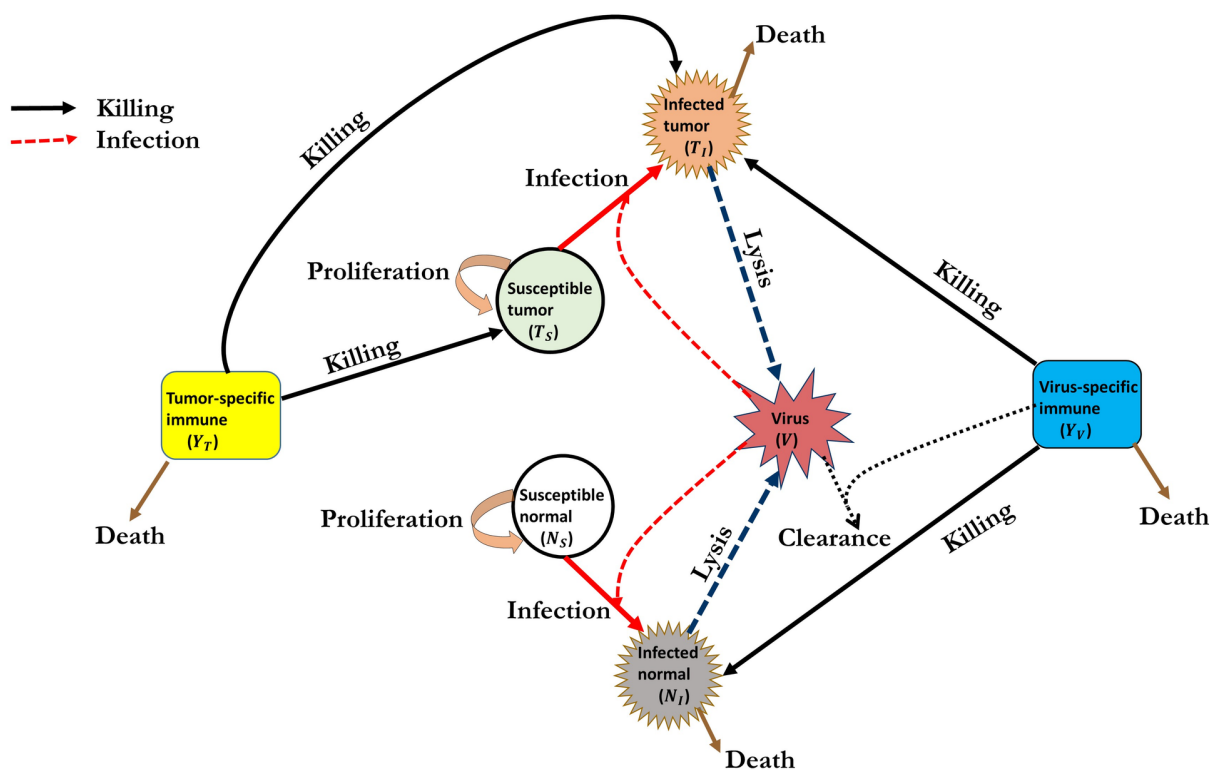 Killing
Infection
Death
Killing
Infected
tumor
(T_I)
Infection
Lysis
Proliferation
Susceptible
tumor
(T_S)
Killing
Killing
Tumor-specific
immune
(Y_T)
Virus
(V)
Virus-specific
immune
(Y_V)
Death
Proliferation
Susceptible
normal
(N_S)
Lysis
Clearance
Killing
Death
Infection
Infected
normal
(N_I)
Death